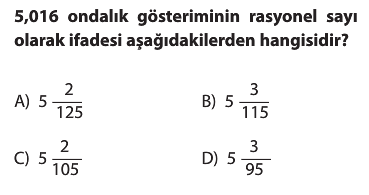 5,016 ondalık gösteriminin rasyonel sayı
olarak ifadesi aşağıdakilerden hangisidir?
A) 5 2/125 B) 5 3/115
C) 5 2/105 D) 5 3/95